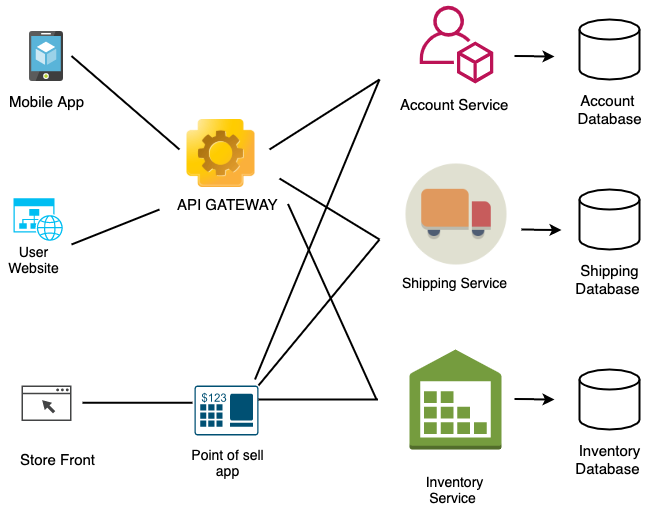 Mobile App
API GATEWAY
User
Website
Store Front
$123
Point of sell
app
Account Service
Account
Database
Shipping Service
Shipping
Database
Inventory
Service
Inventory
Database